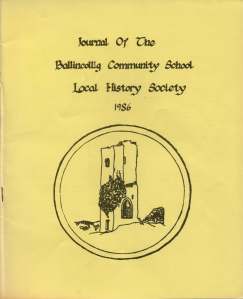 Journal Of The
Ballincollig Community School
Local History Society
1986